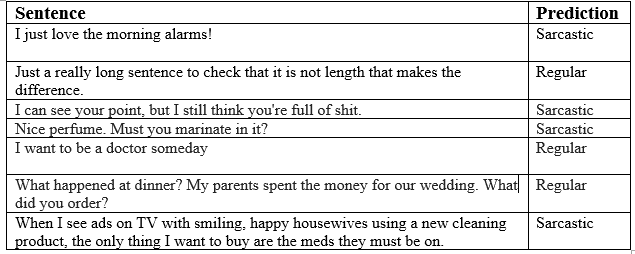 Sentence Prediction
I just love the morning alarms! Sarcastic
Just a really long sentence to check that it is not length that makes the Regular
difference.
I can see your point, but I still think you're full of shit. Sarcastic
Nice perfume. Must you marinate in it? Sarcastic
I want to be a doctor someday Regular
What happened at dinner? My parents spent the money for our wedding. What Regular
did you order?
When I see ads on TV with smiling, happy housewives using a new cleaning Sarcastic
product, the only thing I want to buy are the meds they must be on.